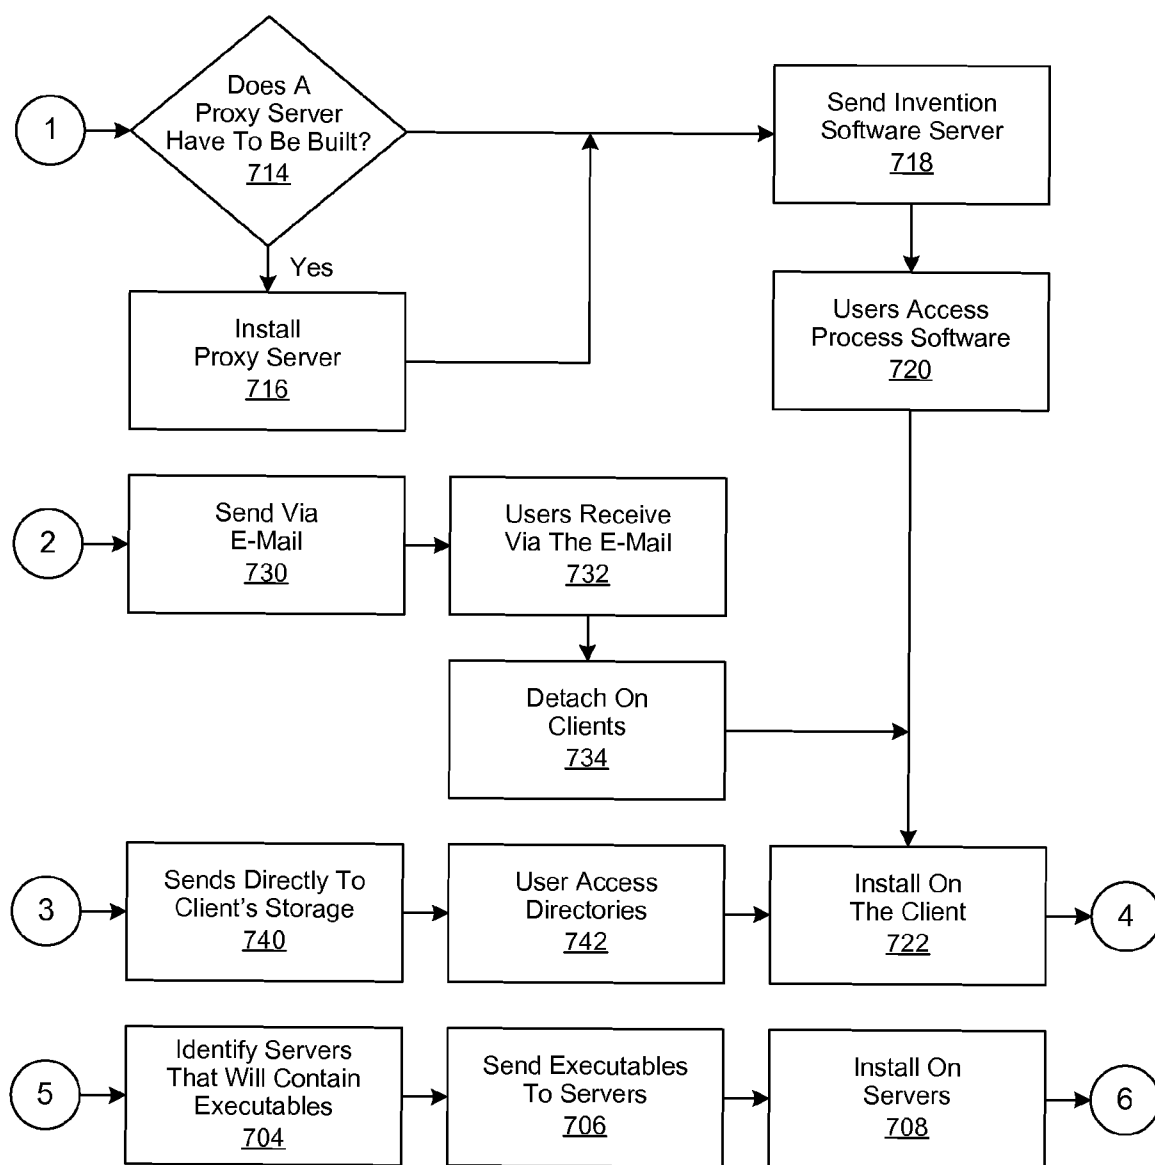 1
Does A
Proxy Server
Have To Be Built?
714
Yes
Install
Proxy Server
716
Send Invention
Software Server
718
Users Access
Process Software
720
2
Send Via
E-Mail
730
Users Receive
Via The E-Mail
732
Detach On
Clients
734
3
Sends Directly To
Client's Storage
740
User Access
Directories
742
Install On
The Client
722
4
5
Identify Servers
That Will Contain
Executables
704
Send Executables
To Servers
706
Install On
Servers
708
6